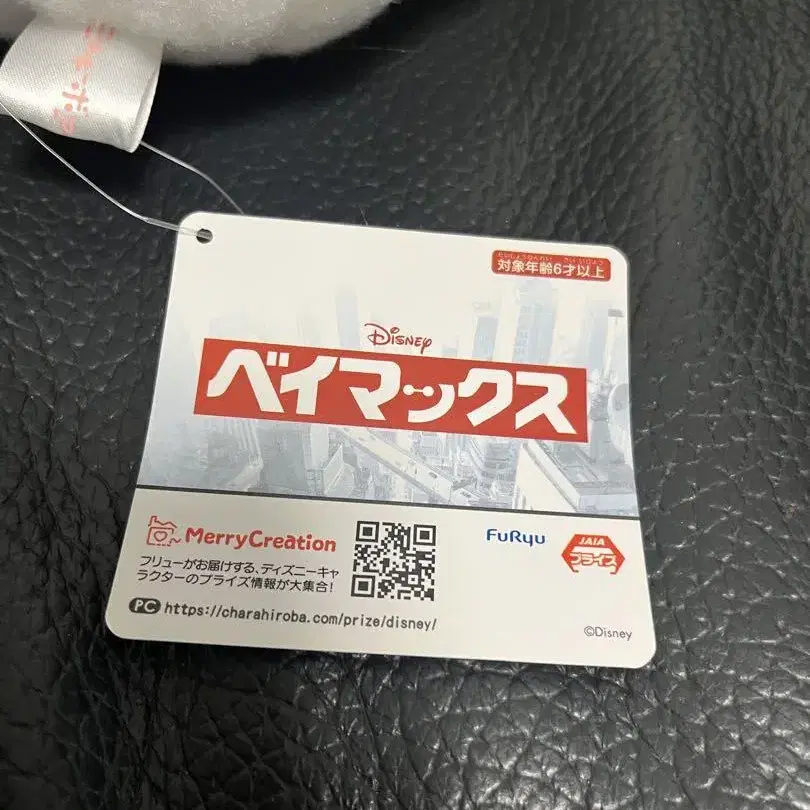 たいしょうねんれい さい いじょう
対象年齢6才以上
Disney
ベイマックス
MerryCreation
フリューがお届けする、ディズニーキャ
ラクターのプライズ情報が大集合!
PC https://charahiroba.com/prize/disney/
FuRyu
JAIA
プライズ
©Disney